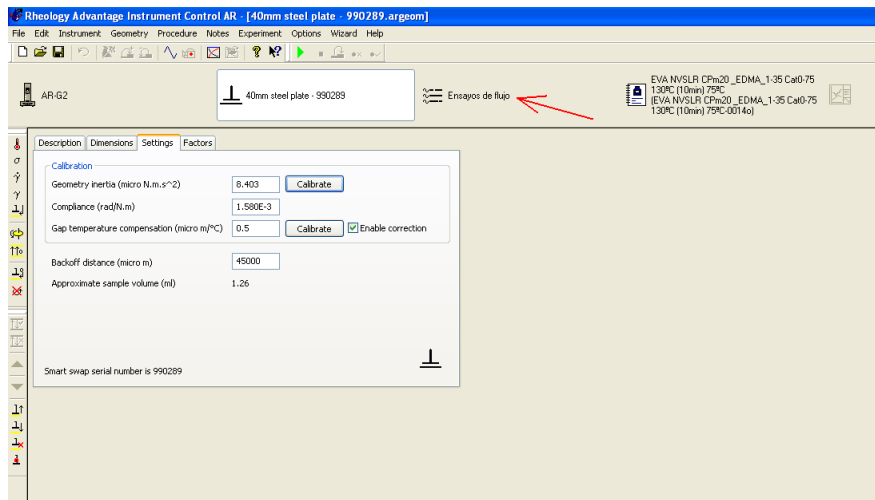 Rheology Advantage Instrument Control AR - [40mm steel plate - 990289.argeom]
File Edit Instrument Geometry Procedure Notes Experiment Options Wizard Help
AR-G2
40mm steel plate - 990289
Ensayos de flujo
EVA NVSLR CPm20 _EDMA_1-35 Cat0-75
130ºC (10min) 75ºC
(EVA NVSLR CPm20 _EDMA_1-35 Cat0-75
130ºC (10min) 75ºC-0014o)
Description Dimensions Settings Factors
Calibration
Geometry inertia (micro N.m.s^2) 8.403 Calibrate
Compliance (rad/N.m) 1.580E-3
Gap temperature compensation (micro m/ºC) 0.5 Calibrate Enable correction
Backoff distance (micro m) 45000
Approximate sample volume (ml) 1.26
Smart swap serial number is 990289